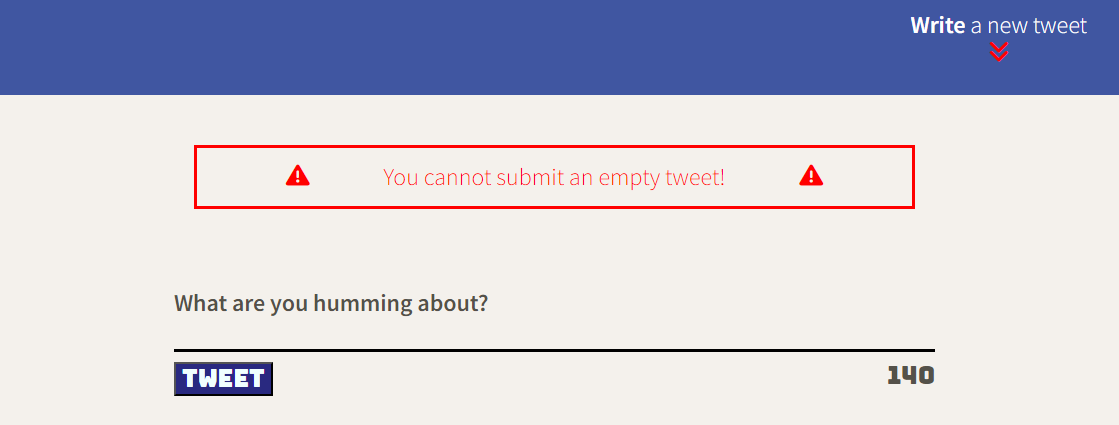 Write a new tweet
You cannot submit an empty tweet!
What are you humming about?
TWEET
140